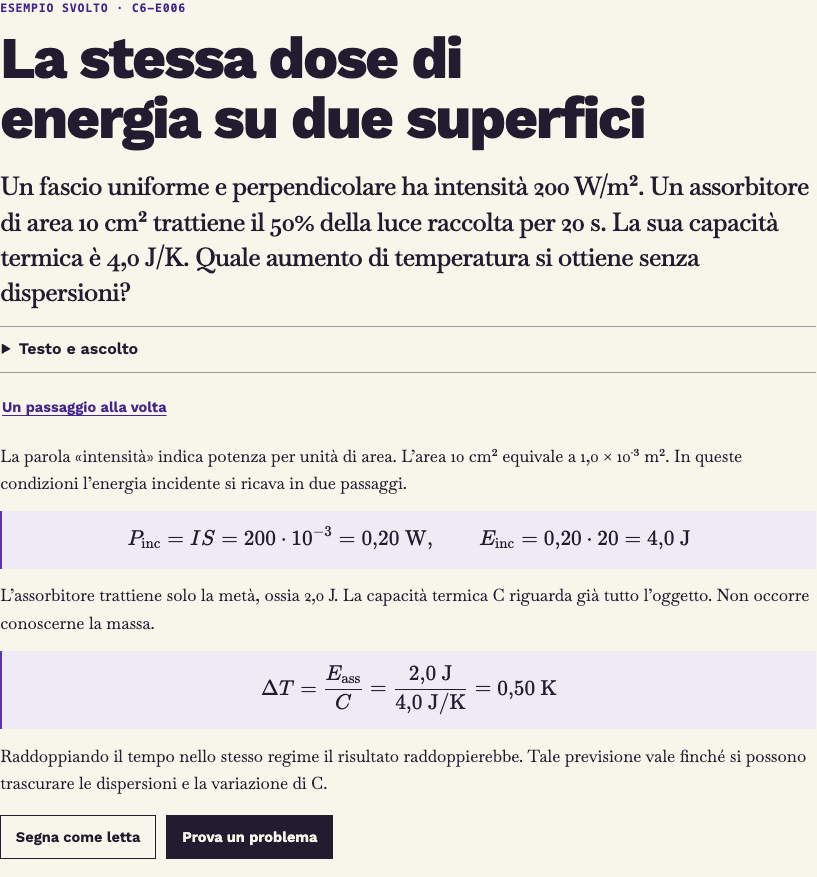 ESEMPIO SVOLTO · C6–E006
La stessa dose di
energia su due superfici
Un fascio uniforme e perpendicolare ha intensità 200 W/m². Un assorbitore
di area 10 cm² trattiene il 50% della luce raccolta per 20 s. La sua capacità
termica è 4,0 J/K. Quale aumento di temperatura si ottiene senza
dispersioni?
▶ Testo e ascolto
Un passaggio alla volta
La parola «intensità» indica potenza per unità di area. L’area 10 cm² equivale a 1,0 × 10⁻³ m². In queste
condizioni l’energia incidente si ricava in due passaggi.
P_inc = IS = 200 · 10⁻³ = 0,20 W, E_inc = 0,20 · 20 = 4,0 J
L’assorbitore trattiene solo la metà, ossia 2,0 J. La capacità termica C riguarda già tutto l’oggetto. Non occorre
conoscerne la massa.
ΔT = E_ass / C = 2,0 J / 4,0 J/K = 0,50 K
Raddoppiando il tempo nello stesso regime il risultato raddoppierebbe. Tale previsione vale finché si possono
trascurare le dispersioni e la variazione di C.
Segna come letta
Prova un problema